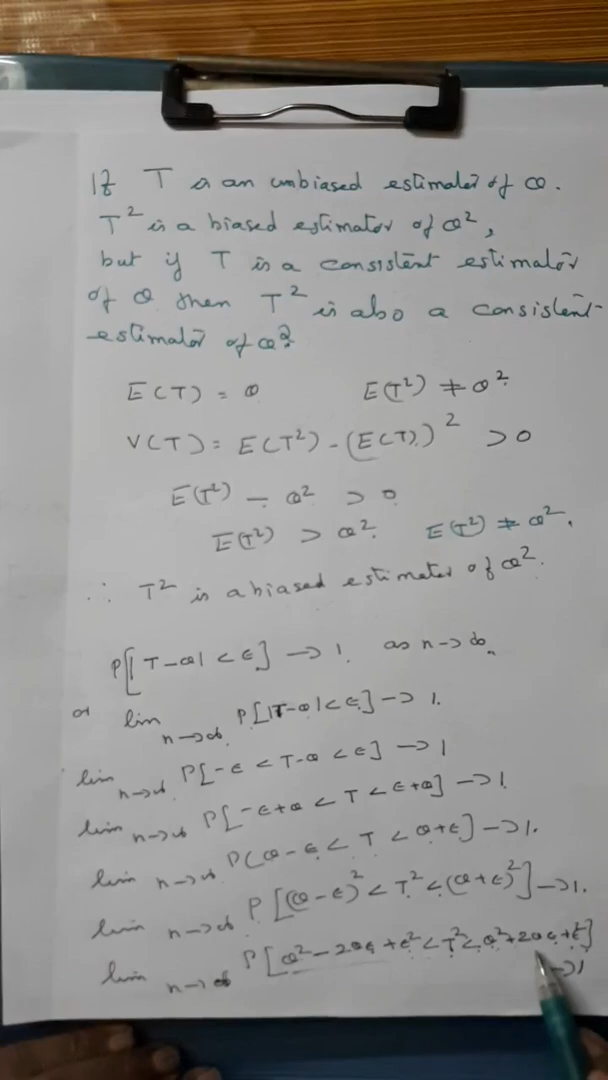 If T is an unbiased estimator of θ.
T² is a biased estimator of θ²,
but if T is a consistent estimator
of θ then T² is also a consistent
estimator of θ²
E(T) = θ E(T²) ≠ θ²
V(T) = E(T²) - (E(T))² > 0
E(T²) - θ² > 0
E(T²) > θ² E(T²) ≠ θ².
∴ T² is a biased estimator of θ².
P[|T-θ| < ϵ] → 1. as n → ∞
or lim n→∞ P[|T-θ| < ϵ] → 1.
lim n→∞ P[-ϵ < T-θ < ϵ] → 1
lim n→∞ P[-ϵ+θ < T < ϵ+θ] → 1.
lim n→∞ P(θ-ϵ < T < θ+ϵ] → 1.
lim n→∞ P[(θ-ϵ)² < T² < (θ+ϵ)²] → 1.
lim n→∞ P[θ² - 2θϵ + ϵ² < T² < θ² + 2θϵ + ϵ²]
→ 1